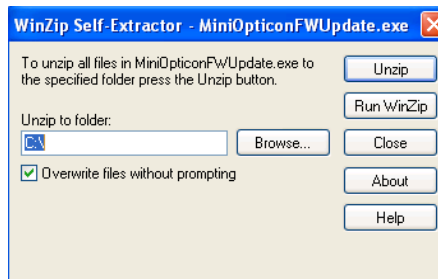 WinZip Self-Extractor - MiniOpticonFWUpdate.exe
To unzip all files in MiniOpticonFWUpdate.exe to
the specified folder press the Unzip button.
Unzip to folder:
C:\
Browse...
Overwrite files without prompting
Unzip
Run WinZip
Close
About
Help